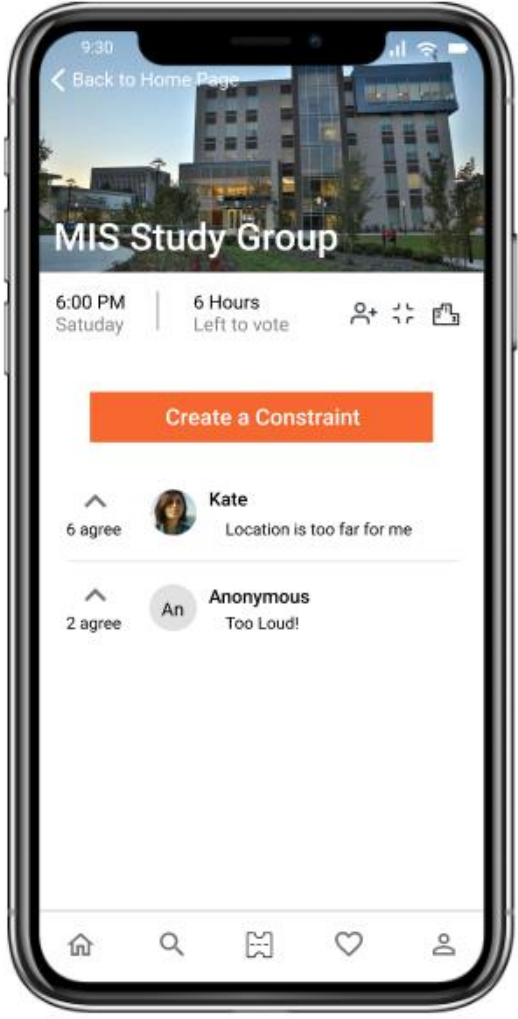 9:30
Back to Home Page
MIS Study Group
6:00 PM
Satuday
6 Hours
Left to vote
Create a Constraint
6 agree
Kate
Location is too far for me
2 agree
An
Anonymous
Too Loud!